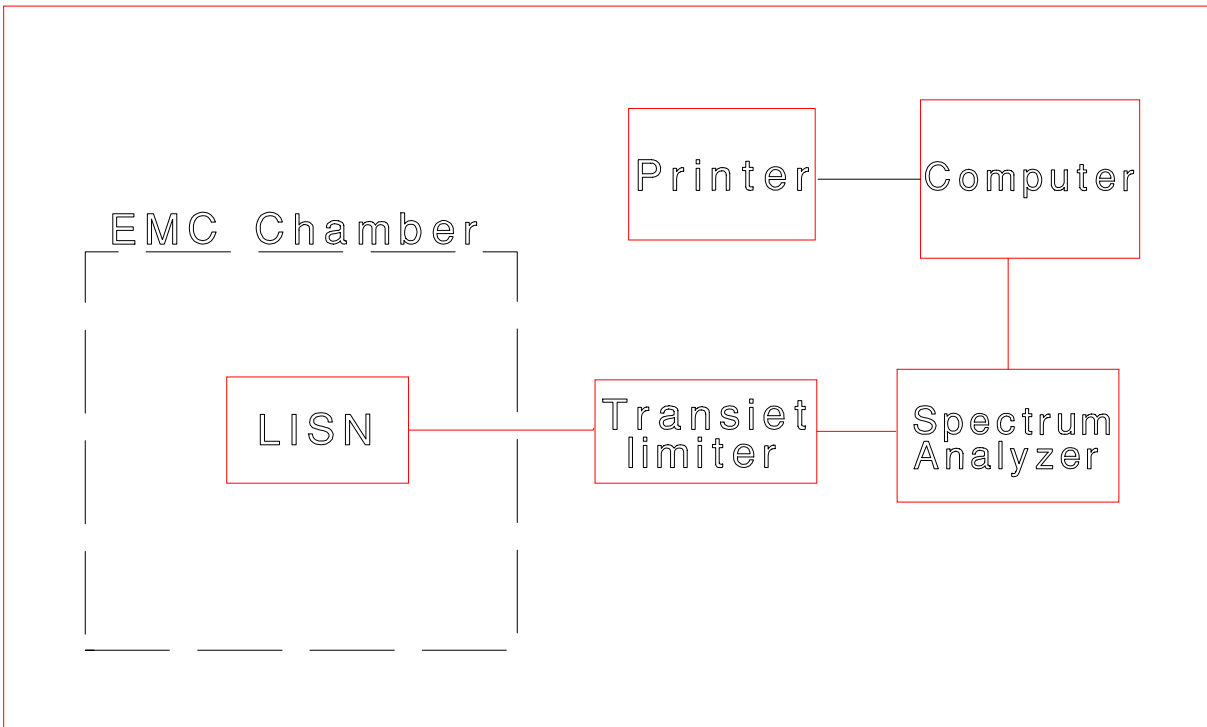 Printer
Computer
EMC Chamber
LISN
Transiet
limiter
Spectrum
Analyzer